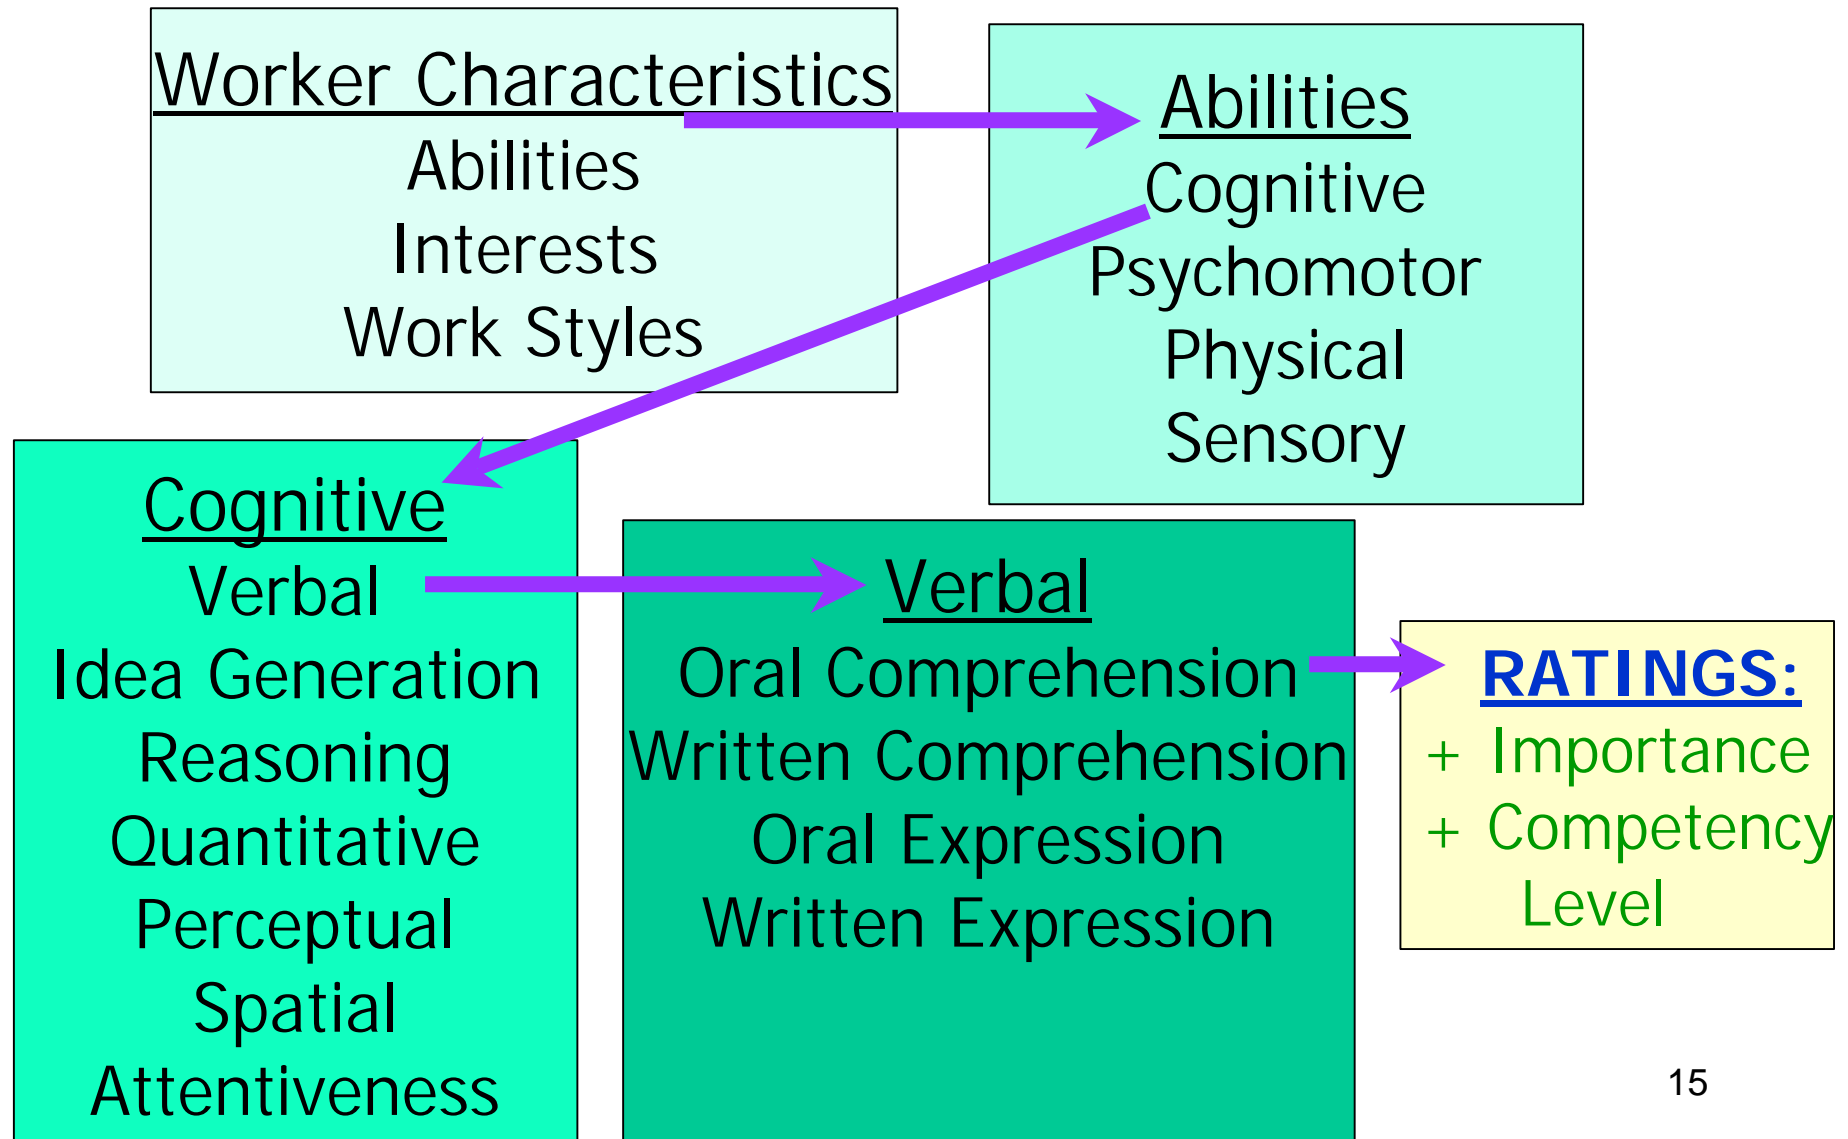 Worker Characteristics
Abilities
Interests
Work Styles
Abilities
Cognitive
Psychomotor
Physical
Sensory
Cognitive
Verbal
Idea Generation
Reasoning
Quantitative
Perceptual
Spatial
Attentiveness
Verbal
Oral Comprehension
Written Comprehension
Oral Expression
Written Expression
RATINGS:
+ Importance
+ Competency
Level
15